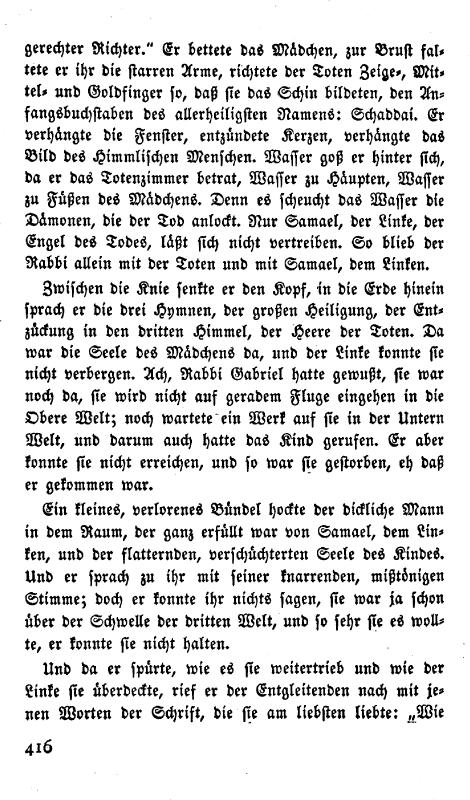 gerechter Richter.“ Er bettete das Mädchen, zur Brust fal-
tete er ihr die starren Arme, richtete der Toten Zeige-, Mit-
tel- und Goldfinger so, daß sie das Schin bildeten, den An-
fangsbuchstaben des allerheiligsten Namens: Schaddai. Er
verhängte die Fenster, entzündete Kerzen, verhängte das
Bild des Himmlischen Menschen. Wasser goß er hinter sich,
da er das Totenzimmer betrat, Wasser zu Häupten, Wasser
zu Füßen des Mädchens. Denn es scheucht das Wasser die
Dämonen, die der Tod anlockt. Nur Samael, der Linke, der
Engel des Todes, läßt sich nicht vertreiben. So blieb der
Rabbi allein mit der Toten und mit Samael, dem Linken.
Zwischen die Knie senkte er den Kopf, in die Erde hinein
sprach er die drei Hymnen, der großen Heiligung, der Ent-
zückung in den dritten Himmel, der Heere der Toten. Da
war die Seele des Mädchens da, und der Linke konnte sie
nicht verbergen. Ach, Rabbi Gabriel hatte gewußt, sie war
noch da, sie wird nicht auf geradem Fluge eingehen in die
Obere Welt; noch wartete ein Werk auf sie in der Untern
Welt, und darum auch hatte das Kind gerufen. Er aber
konnte sie nicht erreichen, und so war sie gestorben, eh daß
er gekommen war.
Ein kleines, verlorenes Bündel hockte der dickliche Mann
in dem Raum, der ganz erfüllt war von Samael, dem Lin-
ken, und der flatternden, verschüchterten Seele des Kindes.
Und er sprach zu ihr mit seiner knarrenden, mißtönigen
Stimme; doch er konnte ihr nichts sagen, sie war ja schon
über der Schwelle der dritten Welt, und so sehr sie es woll-
te, er konnte sie nicht halten.
Und da er spürte, wie es sie weitertrieb und wie der
Linke sie überdeckte, rief er der Entgleitenden nach mit je-
nen Worten der Schrift, die sie am liebsten liebte: „Wie
416